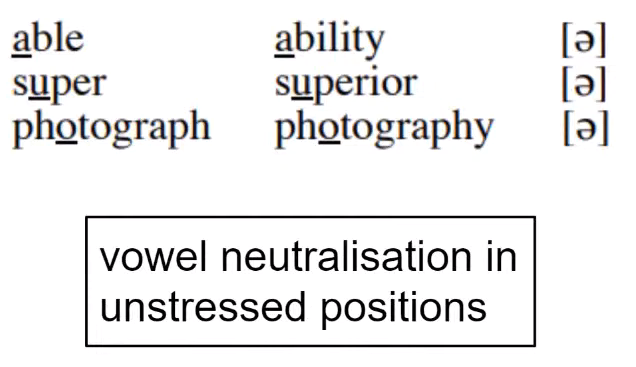 able ability [ə]
super superior [ə]
photograph photography [ə]
vowel neutralisation in
unstressed positions